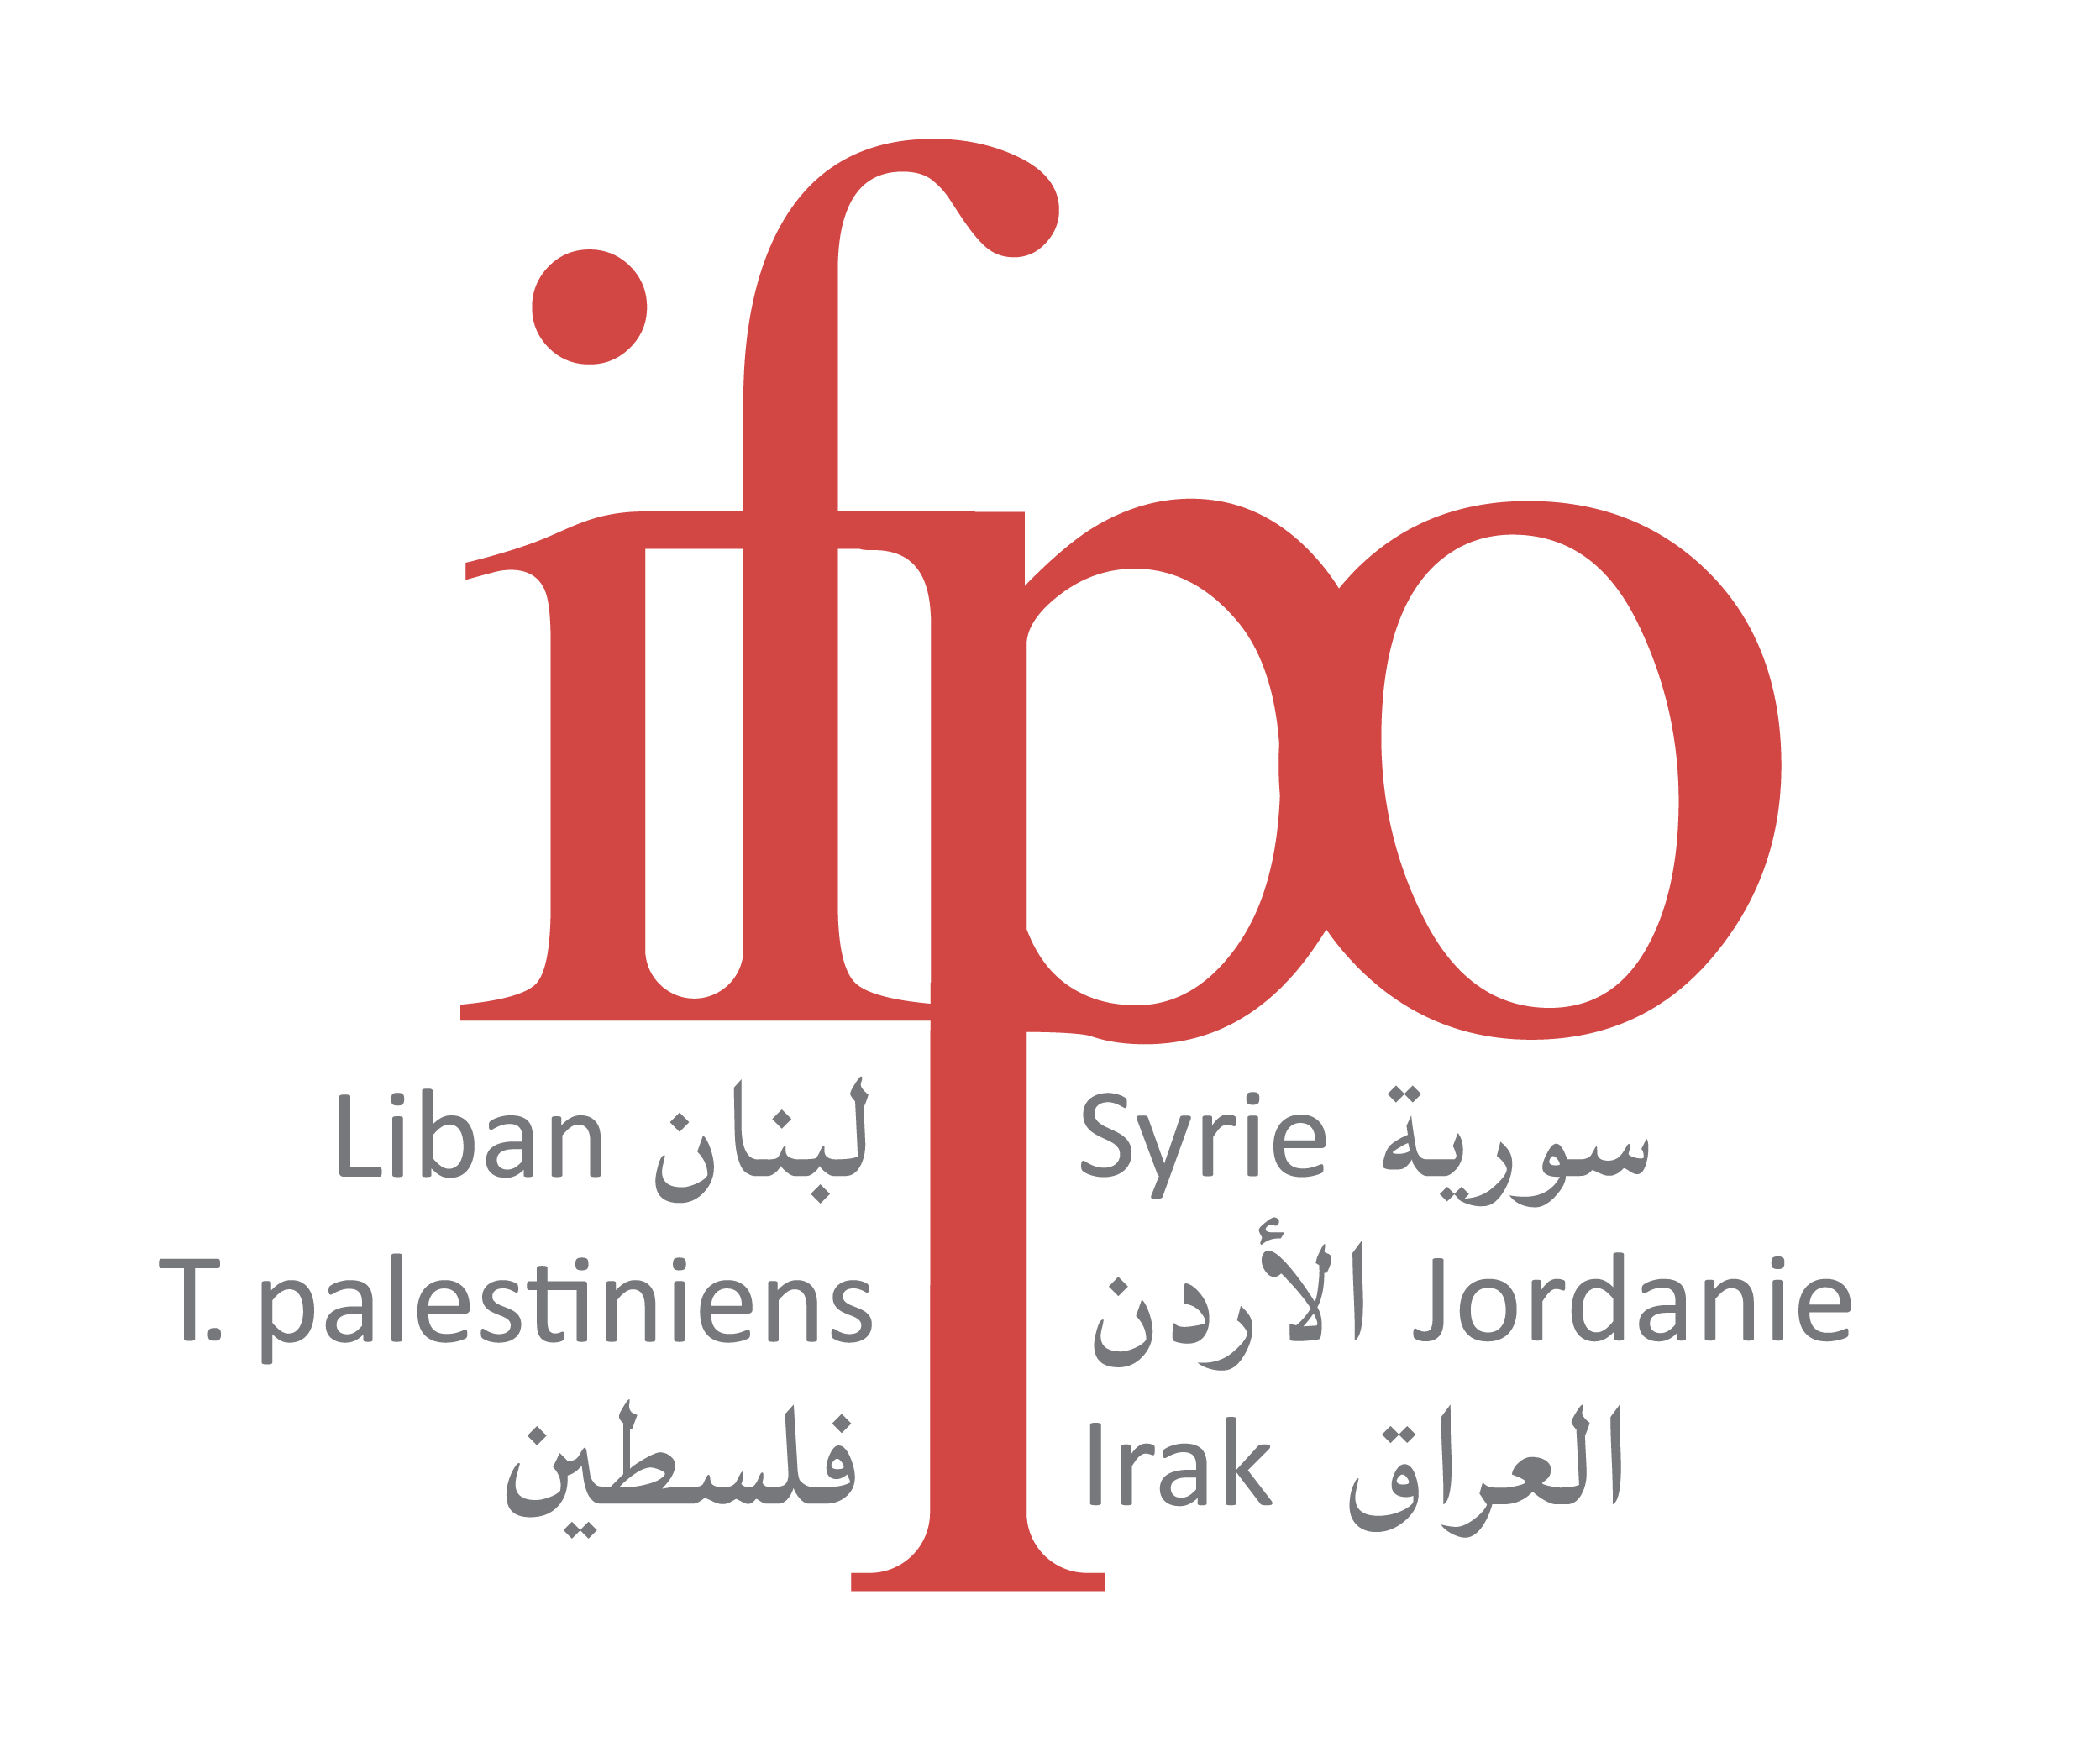 ifpo
Liban لبنان
Syrie سورية
T. palestiniens
فلسطين
الأردن Jordanie
Irak العراق